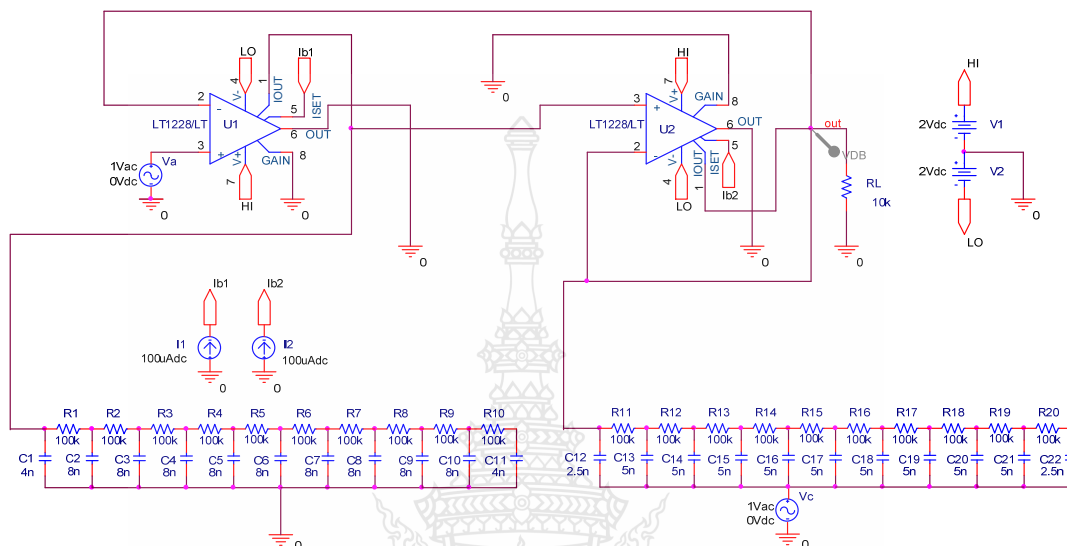 LO Ib1
4 1
V- IOUT
2 -
5 ISET
U1
LT1228/LT
6 OUT
3 +
V+ GAIN 8
7
HI
0
1Vac Va
0Vdc
0
0
0
HI
7
V+ GAIN
8
3 +
LT1228/LT U2
6 OUT
2 -
5
V- IOUT ISET
4 1
LO Ib2
0
out
VDB
RL
10k
0
HI
2Vdc V1
2Vdc V2
0
LO
Ib1 Ib2
I1 I2
100uAdc 100uAdc
0 0
R1 R2 R3 R4 R5 R6 R7 R8 R9 R10
100k 100k 100k 100k 100k 100k 100k 100k 100k 100k
C1 C2 C3 C4 C5 C6 C7 C8 C9 C10 C11
4n 8n 8n 8n 8n 8n 8n 8n 8n 8n 4n
0
R11 R12 R13 R14 R15 R16 R17 R18 R19 R20
100k 100k 100k 100k 100k 100k 100k 100k 100k 100k
C12 C13 C14 C15 C16 C17 C18 C19 C20 C21 C22
2.5n 5n 5n 5n 5n 5n 5n 5n 5n 5n 2.5n
1Vac Vc
0Vdc
0